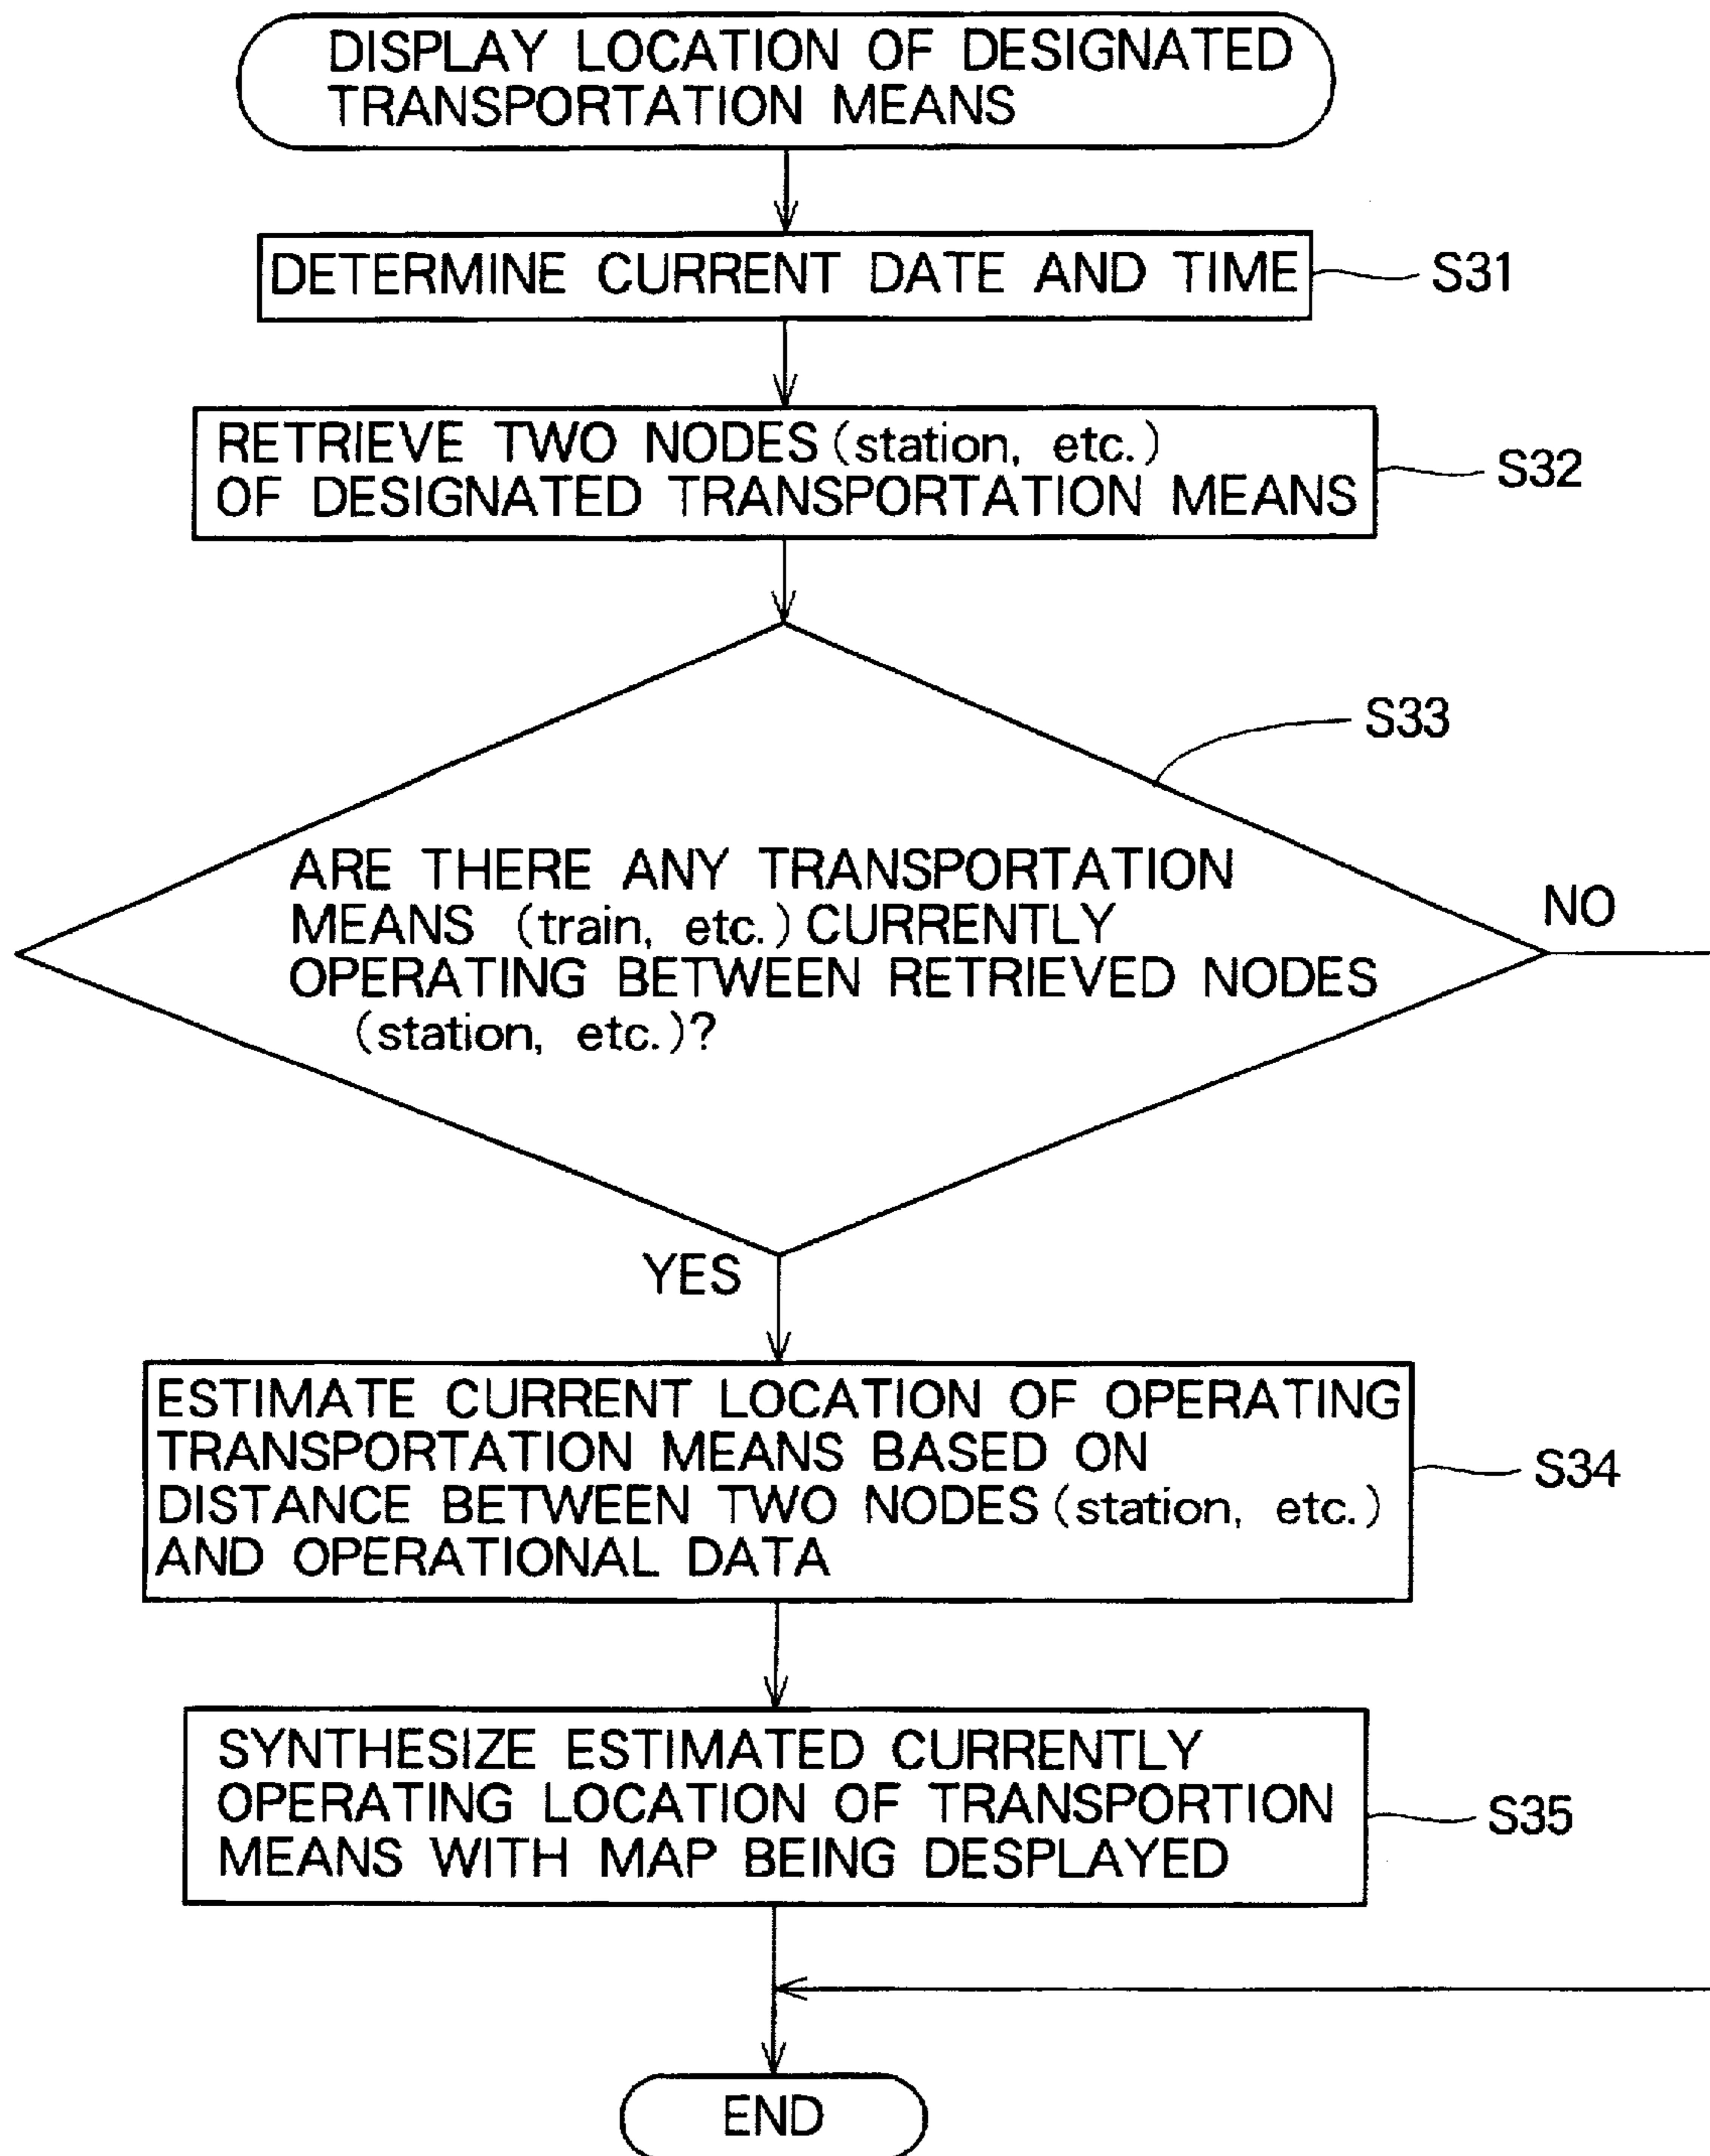 DISPLAY LOCATION OF DESIGNATED
TRANSPORTATION MEANS
DETERMINE CURRENT DATE AND TIME
S31
RETRIEVE TWO NODES (station, etc.)
OF DESIGNATED TRANSPORTATION MEANS
S32
S33
ARE THERE ANY TRANSPORTATION
MEANS (train, etc.) CURRENTLY
OPERATING BETWEEN RETRIEVED NODES
(station, etc.)?
NO
YES
ESTIMATE CURRENT LOCATION OF OPERATING
TRANSPORTATION MEANS BASED ON
DISTANCE BETWEEN TWO NODES (station, etc.)
AND OPERATIONAL DATA
S34
SYNTHESIZE ESTIMATED CURRENTLY
OPERATING LOCATION OF TRANSPORTION
MEANS WITH MAP BEING DESPLAYED
S35
END